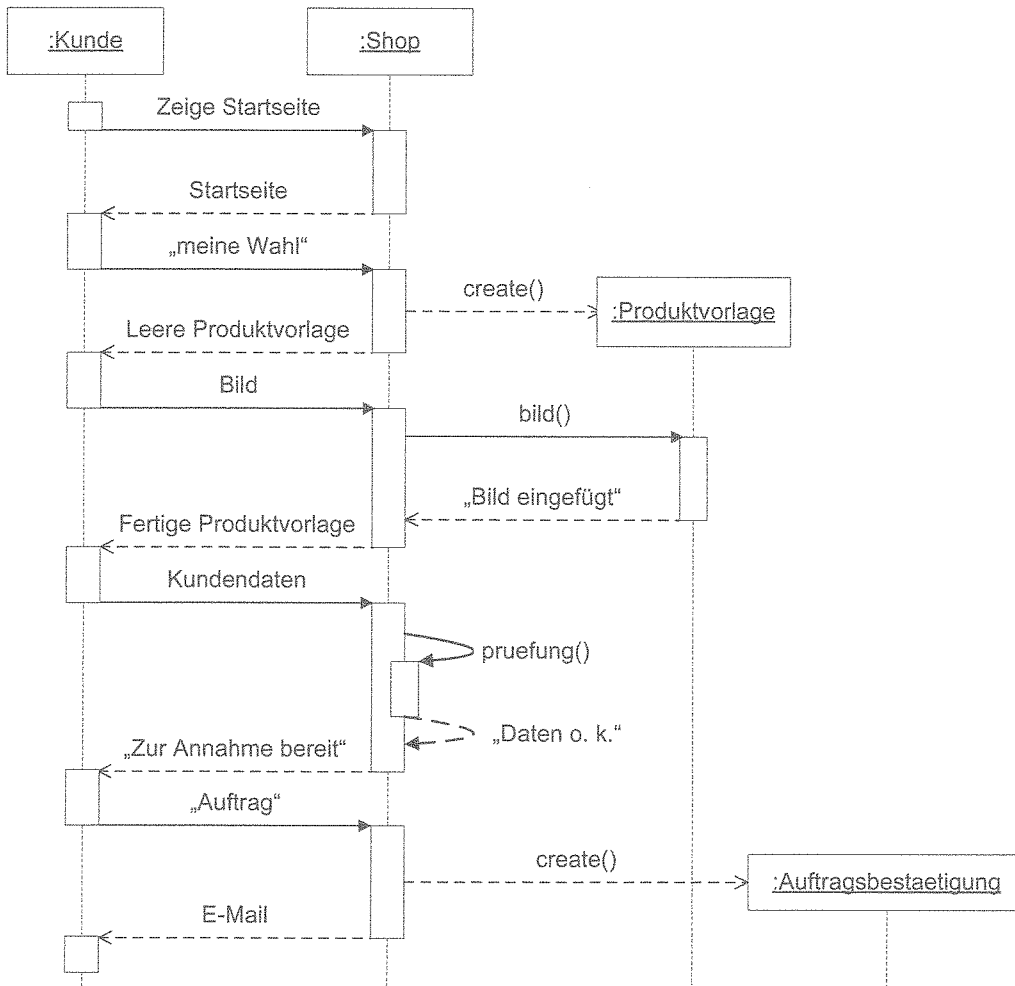 :Kunde
:Shop
Zeige Startseite
Startseite
„meine Wahl“
create()
:Produktvorlage
Leere Produktvorlage
Bild
bild()
„Bild eingefügt“
Fertige Produktvorlage
Kundendaten
pruefung()
„Daten o. k.“
„Zur Annahme bereit“
„Auftrag“
create()
:Auftragsbestaetigung
E-Mail